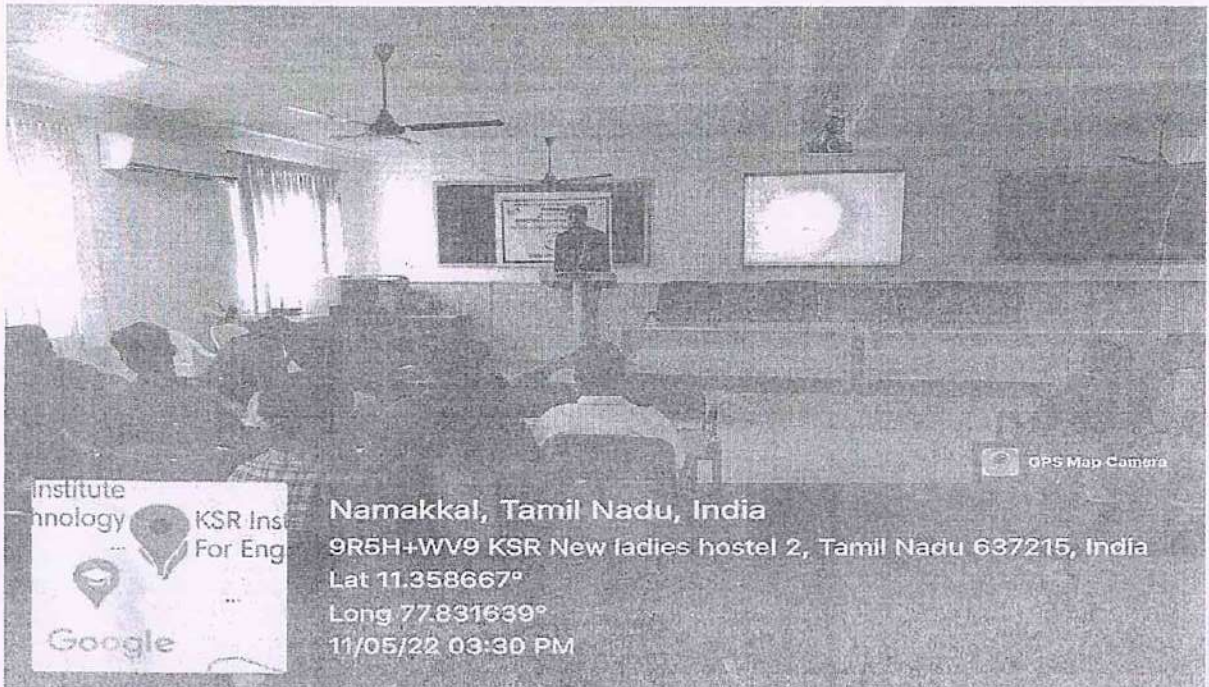 GPS Map Camera
Institute
hnology
KSR Inst
For Eng
Google
Namakkal, Tamil Nadu, India
9R5H+WV9 KSR New ladies hostel 2, Tamil Nadu 637215, India
Lat 11.358667°
Long 77.831639°
11/05/22 03:30 PM